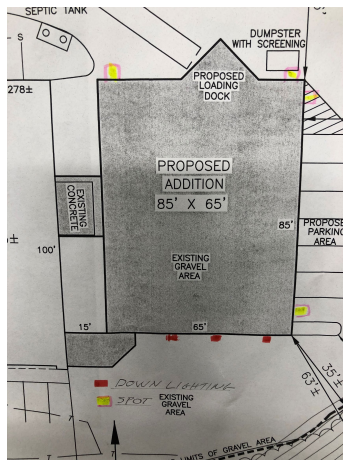 SEPTIC TANK
S
DUMPSTER
WITH SCREENING
278±
PROPOSED
LOADING
DOCK
PROPOSED
ADDITION
85' X 65'
EXISTING
CONCRETE
85'
PROPOSE
PARKING
AREA
±
100'
EXISTING
GRAVEL
AREA
15'
65'
DOWN LIGHTING
SPOT
EXISTING
GRAVEL
AREA
35'±
63'±
LIMITS OF GRAVEL AREA
T
T